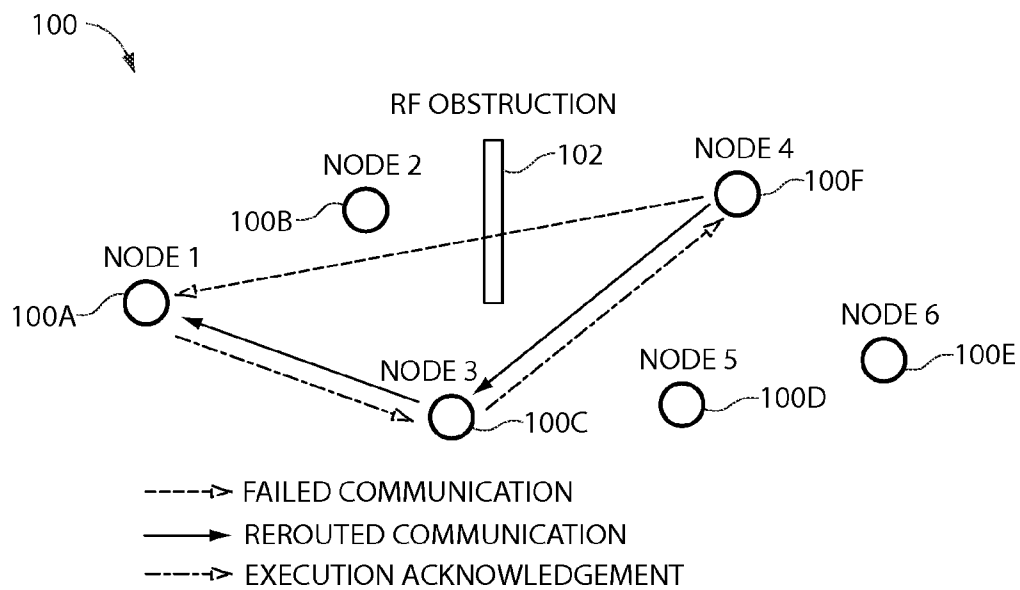 100
RF OBSTRUCTION
102
NODE 2
100B
NODE 4
100F
NODE 1
100A
NODE 3
100C
NODE 5
100D
NODE 6
100E
FAILED COMMUNICATION
REROUTED COMMUNICATION
EXECUTION ACKNOWLEDGEMENT